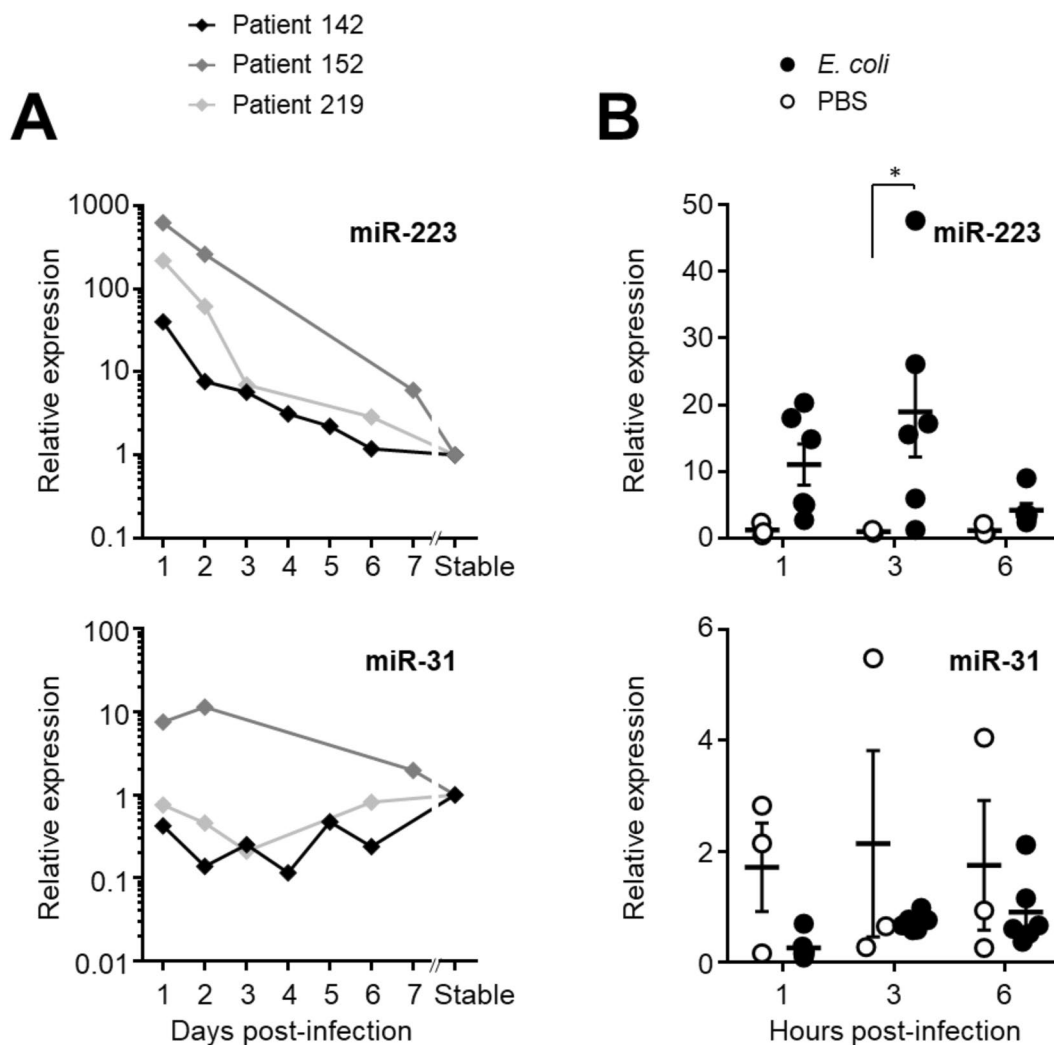 A
Patient 142
Patient 152
Patient 219
miR-223
Relative expression
1000
100
10
1
0.1
1 2 3 4 5 6 7 Stable
miR-31
Relative expression
100
10
1
0.1
0.01
1 2 3 4 5 6 7 Stable
Days post-infection
B
E. coli
PBS
*
miR-223
Relative expression
50
40
30
20
10
0
1 3 6
miR-31
Relative expression
6
4
2
0
1 3 6
Hours post-infection